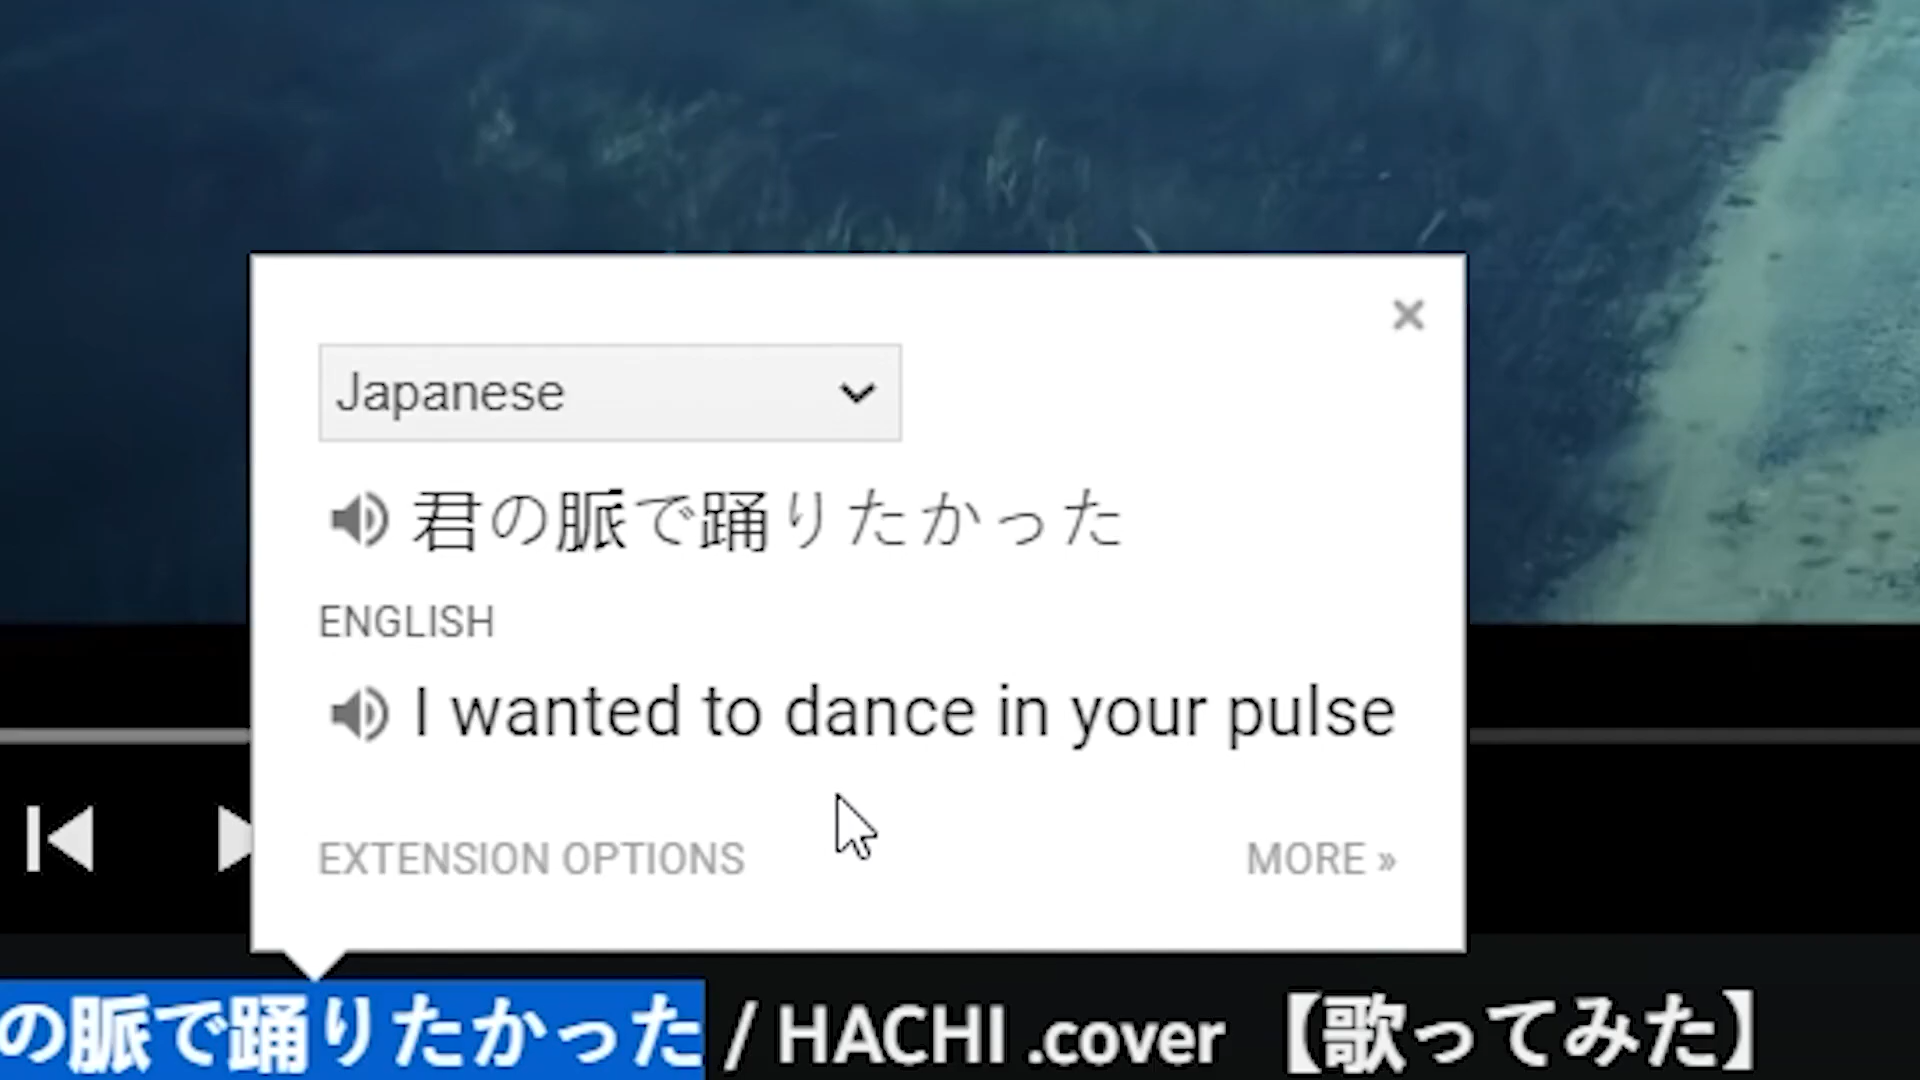 Japanese
君の脈で踊りたかった
ENGLISH
I wanted to dance in your pulse
EXTENSION OPTIONS
MORE »
の脈で踊りたかった / HACHI .cover 【歌ってみた】